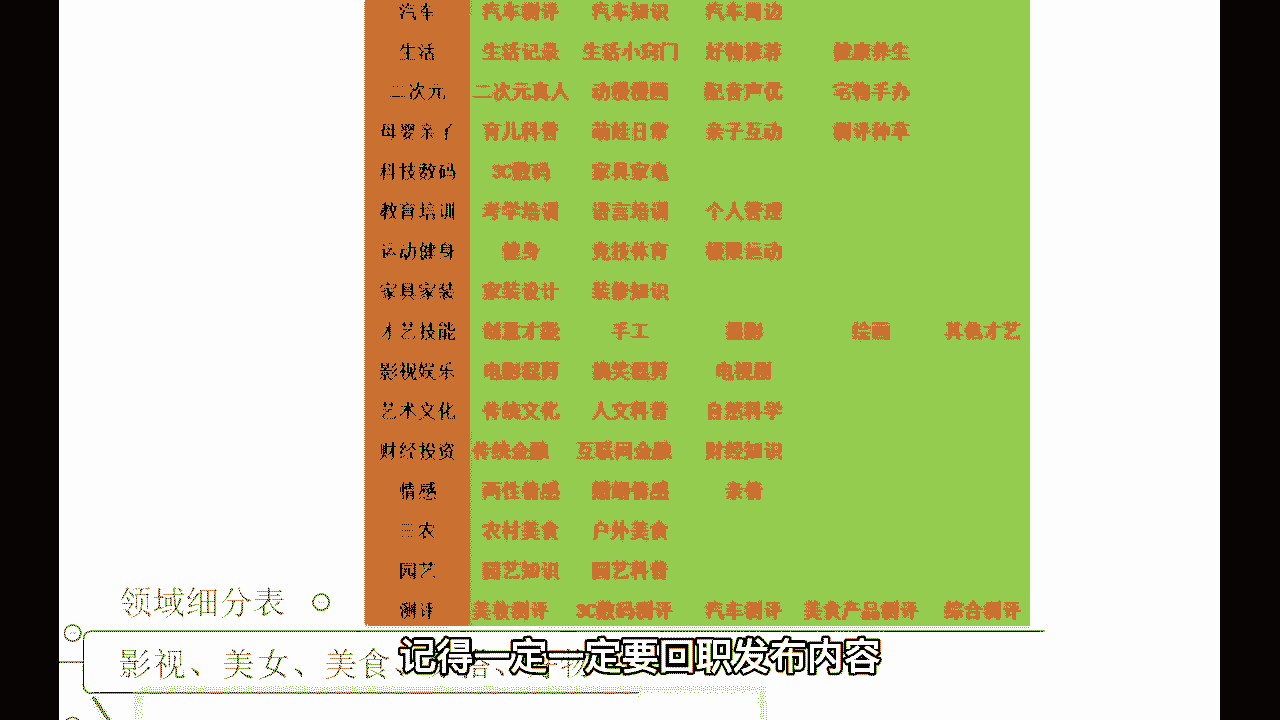 汽车 汽车测评 汽车知识 汽车周边
生活 生活记录 生活小窍门 好物推荐 健康养生
二次元 二次元真人 动漫漫画 配音声优 宅物手办
母婴亲子 育儿科普 萌娃日常 亲子互动 测评种草
科技数码 3C数码 家具家电
教育培训 考学培训 语言培训 个人管理
运动健身 健身 竞技体育 极限运动
家具家装 家装设计 装修知识
才艺技能 创意才能 手工 摄影 绘画 其他才艺
影视娱乐 电影混剪 搞笑混剪 电视剧
艺术文化 传统文化 人文科普 自然科学
财经投资 传统金融 互联网金融 财经知识
情感 两性情感 婚姻情感 亲情
三农 农村美食 户外美食
园艺 园艺知识 园艺科普
测评 美妆测评 3C数码测评 汽车测评 美食产品测评 综合测评
领域细分表
影视、美女、美食、
记得一定一定要回职发布内容